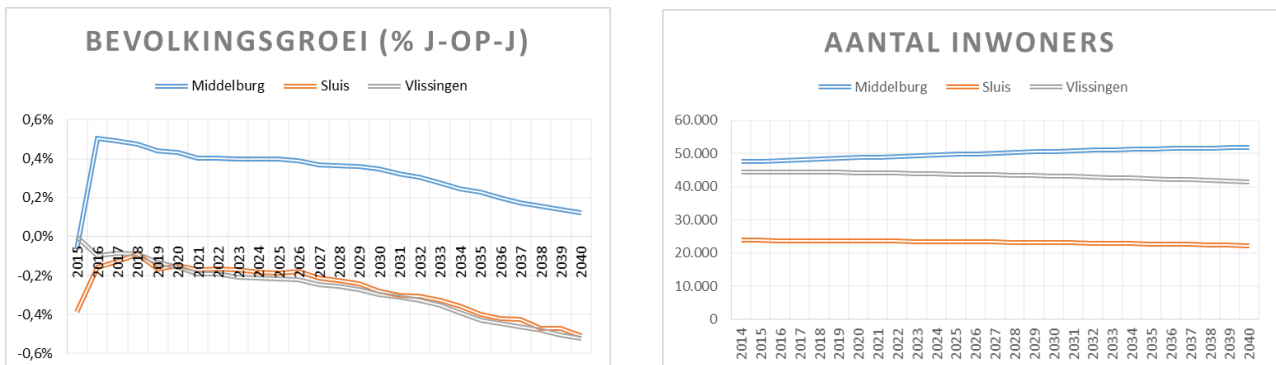 BEVOLKINGSGROEI (% J-OP-J)
Middelburg Sluis Vlissingen
0,6%
0,4%
0,2%
0,0%
-0,2%
-0,4%
-0,6%
2015 2016 2017 2018 2019 2020 2021 2022 2023 2024 2025 2026 2027 2028 2029 2030 2031 2032 2033 2034 2035 2036 2037 2038 2039 2040
AANTAL INWONERS
Middelburg Sluis Vlissingen
60.000
50.000
40.000
30.000
20.000
10.000
0
2014 2015 2016 2017 2018 2019 2020 2021 2022 2023 2024 2025 2026 2027 2028 2029 2030 2031 2032 2033 2034 2035 2036 2037 2038 2039 2040